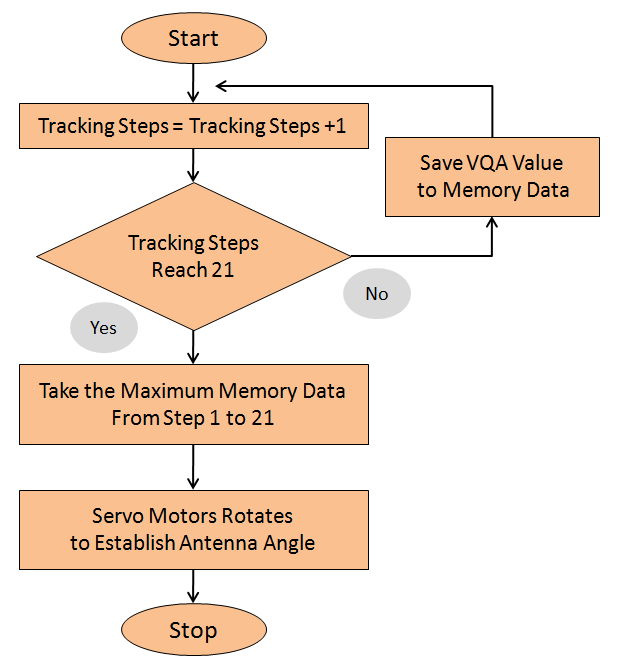 Start
Tracking Steps = Tracking Steps +1
Save VQA Value
to Memory Data
Tracking Steps
Reach 21
No
Yes
Take the Maximum Memory Data
From Step 1 to 21
Servo Motors Rotates
to Establish Antenna Angle
Stop